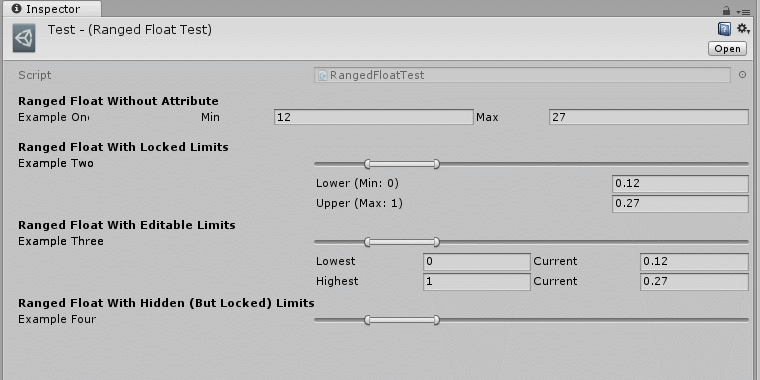 Inspector
Test - (Ranged Float Test)
Open
Script RangedFloatTest
Ranged Float Without Attribute
Example One Min 12 Max 27
Ranged Float With Locked Limits
Example Two
Lower (Min: 0) 0.12
Upper (Max: 1) 0.27
Ranged Float With Editable Limits
Example Three
Lowest 0 Current 0.12
Highest 1 Current 0.27
Ranged Float With Hidden (But Locked) Limits
Example Four